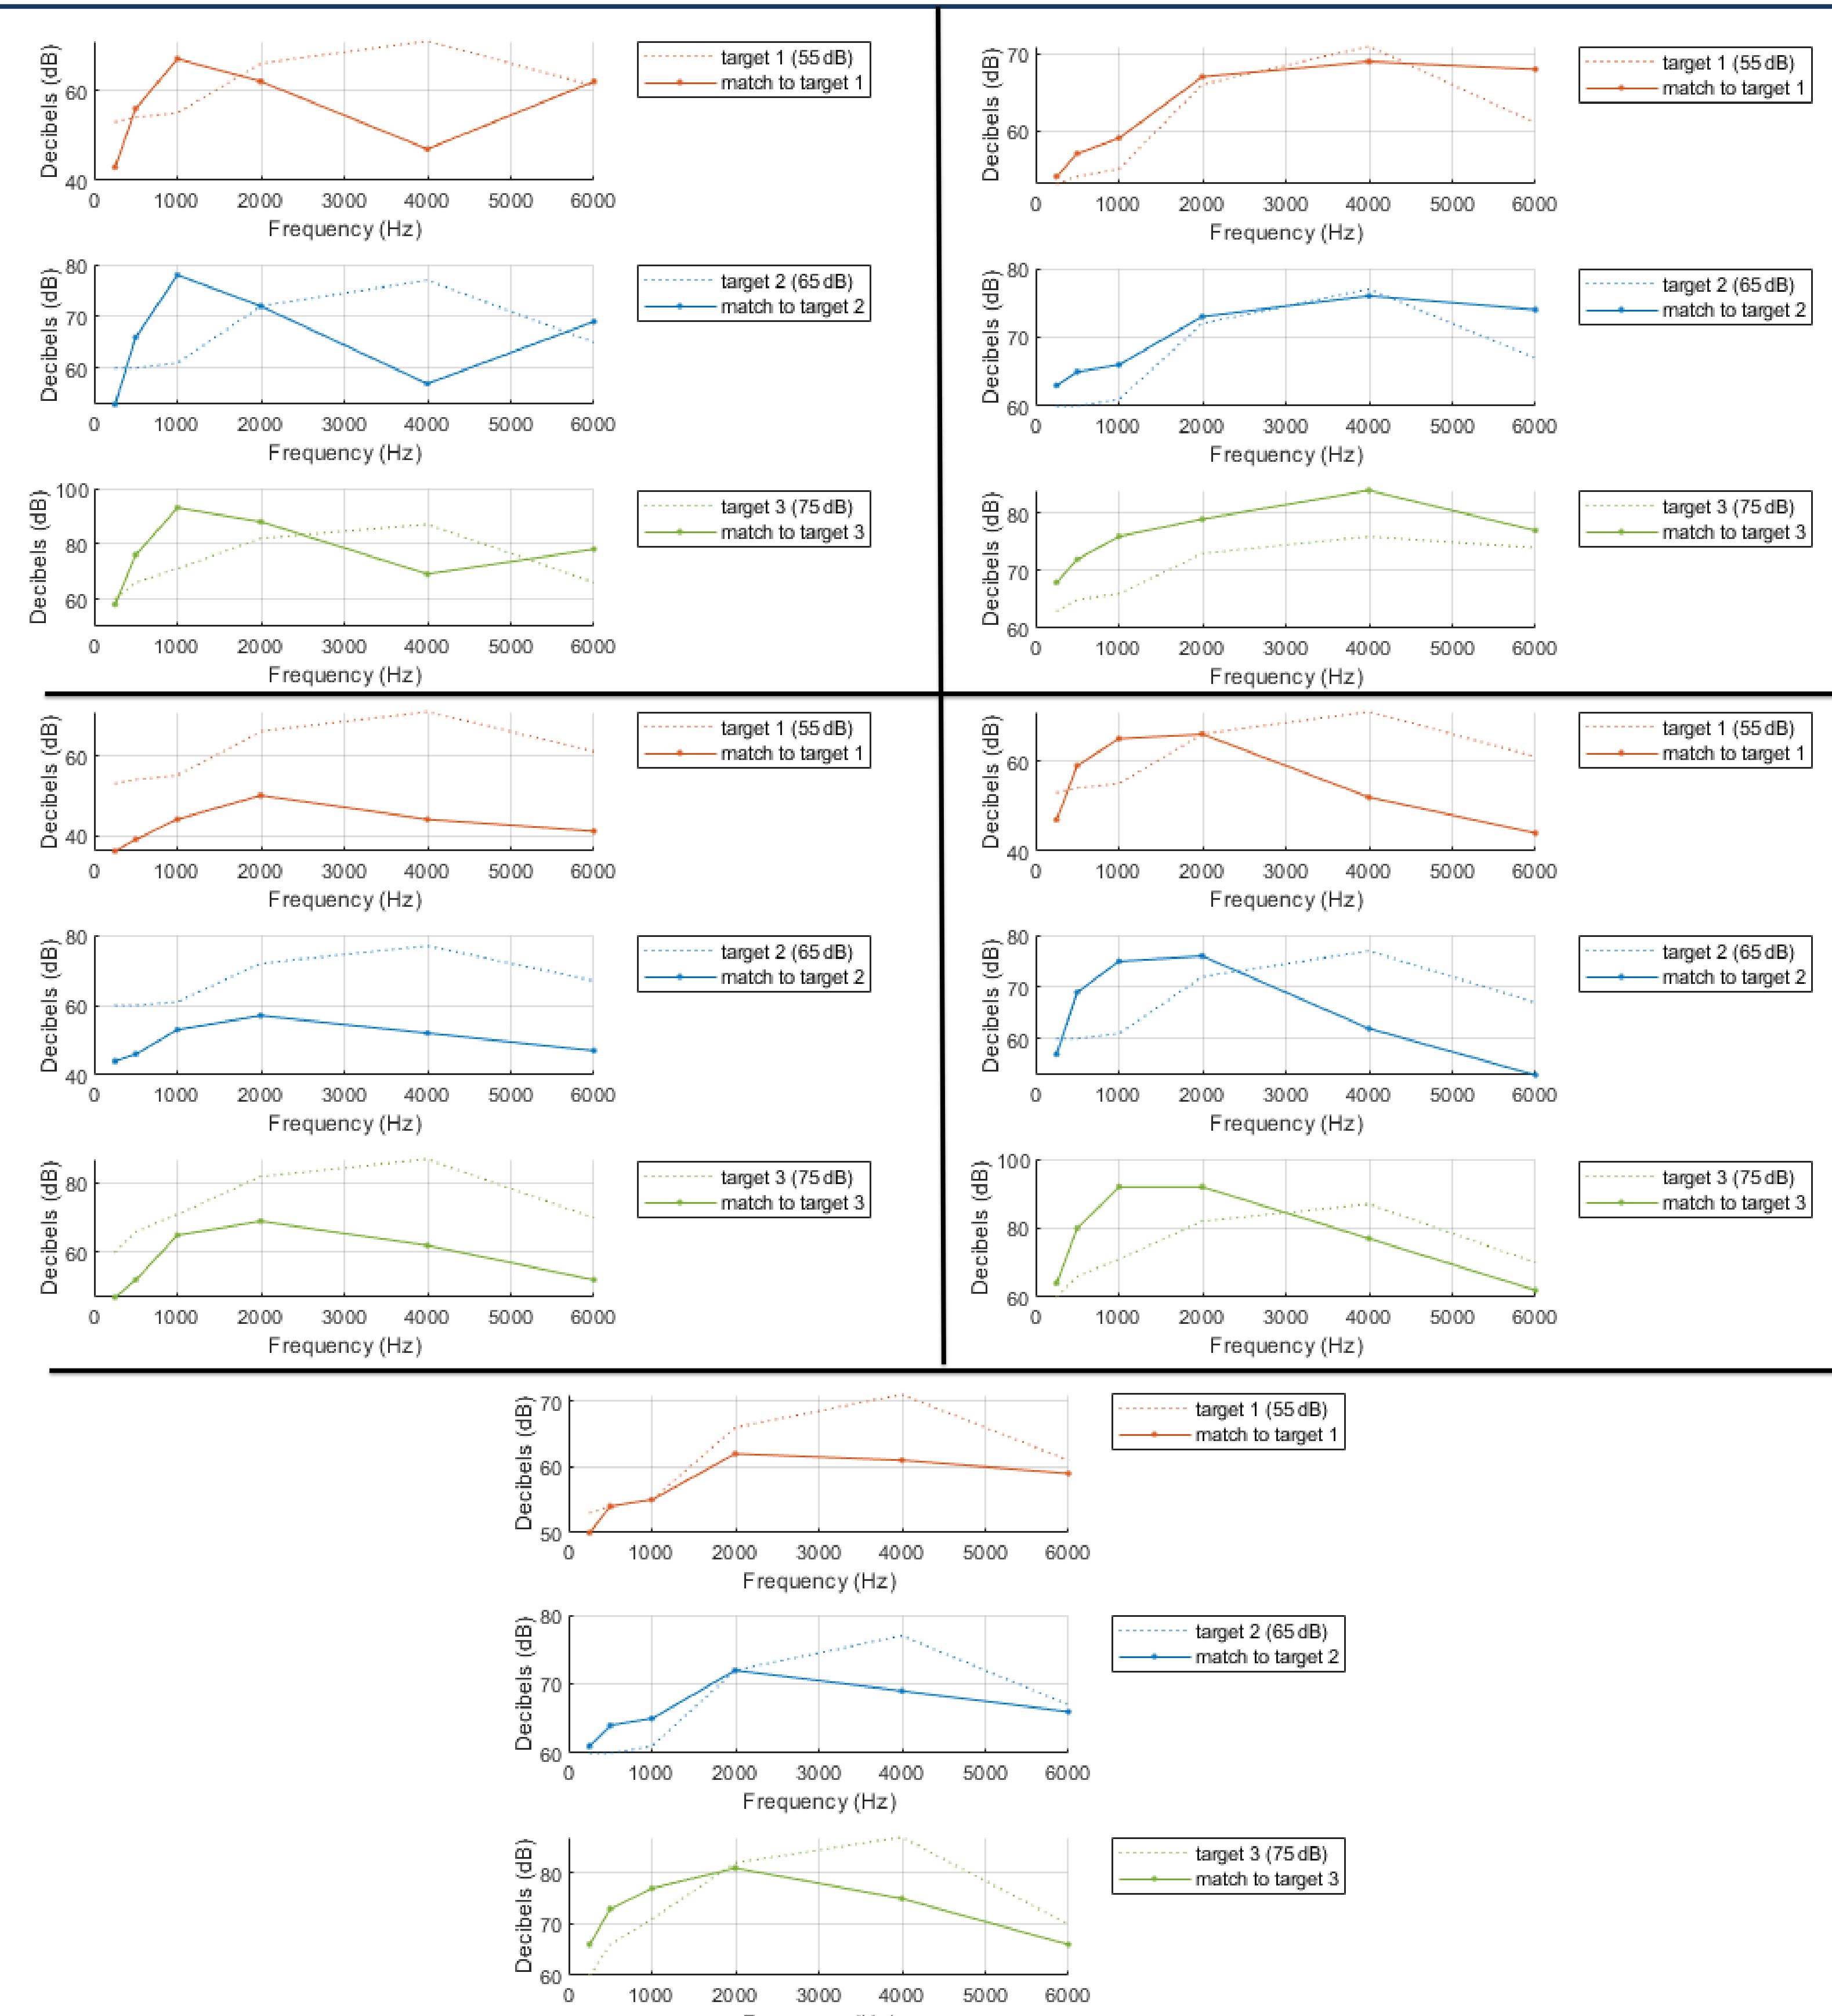 Decibels (dB)
60
40
0 1000 2000 3000 4000 5000 6000
Frequency (Hz)
target 1 (55 dB)
match to target 1
Decibels (dB)
80
70
60
0 1000 2000 3000 4000 5000 6000
Frequency (Hz)
target 2 (65 dB)
match to target 2
Decibels (dB)
100
80
60
0 1000 2000 3000 4000 5000 6000
Frequency (Hz)
target 3 (75 dB)
match to target 3
Decibels (dB)
70
60
0 1000 2000 3000 4000 5000 6000
Frequency (Hz)
target 1 (55 dB)
match to target 1
Decibels (dB)
80
70
60
0 1000 2000 3000 4000 5000 6000
Frequency (Hz)
target 2 (65 dB)
match to target 2
Decibels (dB)
80
70
60
0 1000 2000 3000 4000 5000 6000
Frequency (Hz)
target 3 (75 dB)
match to target 3
Decibels (dB)
60
40
0 1000 2000 3000 4000 5000 6000
Frequency (Hz)
target 1 (55 dB)
match to target 1
Decibels (dB)
80
60
40
0 1000 2000 3000 4000 5000 6000
Frequency (Hz)
target 2 (65 dB)
match to target 2
Decibels (dB)
80
60
0 1000 2000 3000 4000 5000 6000
Frequency (Hz)
target 3 (75 dB)
match to target 3
Decibels (dB)
60
40
0 1000 2000 3000 4000 5000 6000
Frequency (Hz)
target 1 (55 dB)
match to target 1
Decibels (dB)
80
70
60
0 1000 2000 3000 4000 5000 6000
Frequency (Hz)
target 2 (65 dB)
match to target 2
Decibels (dB)
100
80
60
0 1000 2000 3000 4000 5000 6000
Frequency (Hz)
target 3 (75 dB)
match to target 3
Decibels (dB)
70
60
50
0 1000 2000 3000 4000 5000 6000
Frequency (Hz)
target 1 (55 dB)
match to target 1
Decibels (dB)
80
70
60
0 1000 2000 3000 4000 5000 6000
Frequency (Hz)
target 2 (65 dB)
match to target 2
Decibels (dB)
80
70
60
0 1000 2000 3000 4000 5000 6000
target 3 (75 dB)
match to target 3